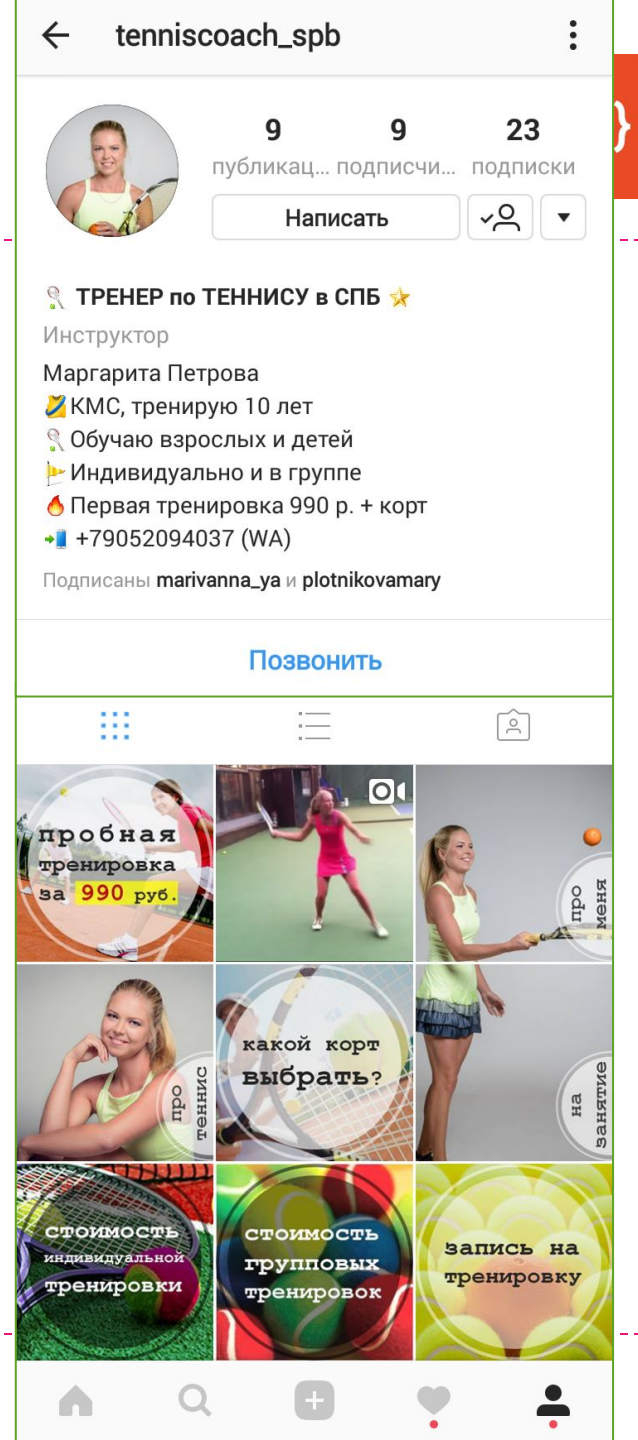 tenniscoach_spb
}
9 9 23
публикац... подписчи... подписки
Написать
ТРЕНЕР по ТЕННИСУ в СПБ
Инструктор
Маргарита Петрова
КМС, тренирую 10 лет
Обучаю взрослых и детей
Индивидуально и в группе
Первая тренировка 990 р. + корт
+79052094037 (WA)
Подписаны marivanna_ya и plotnikovamary
Позвонить
пробная
тренировка
за 990 руб.
про
меня
про
теннис
какой корт
выбрать?
на
занятие
стоимость
индивидуальной
тренировки
стоимость
групповых
тренировок
запись на
тренировку